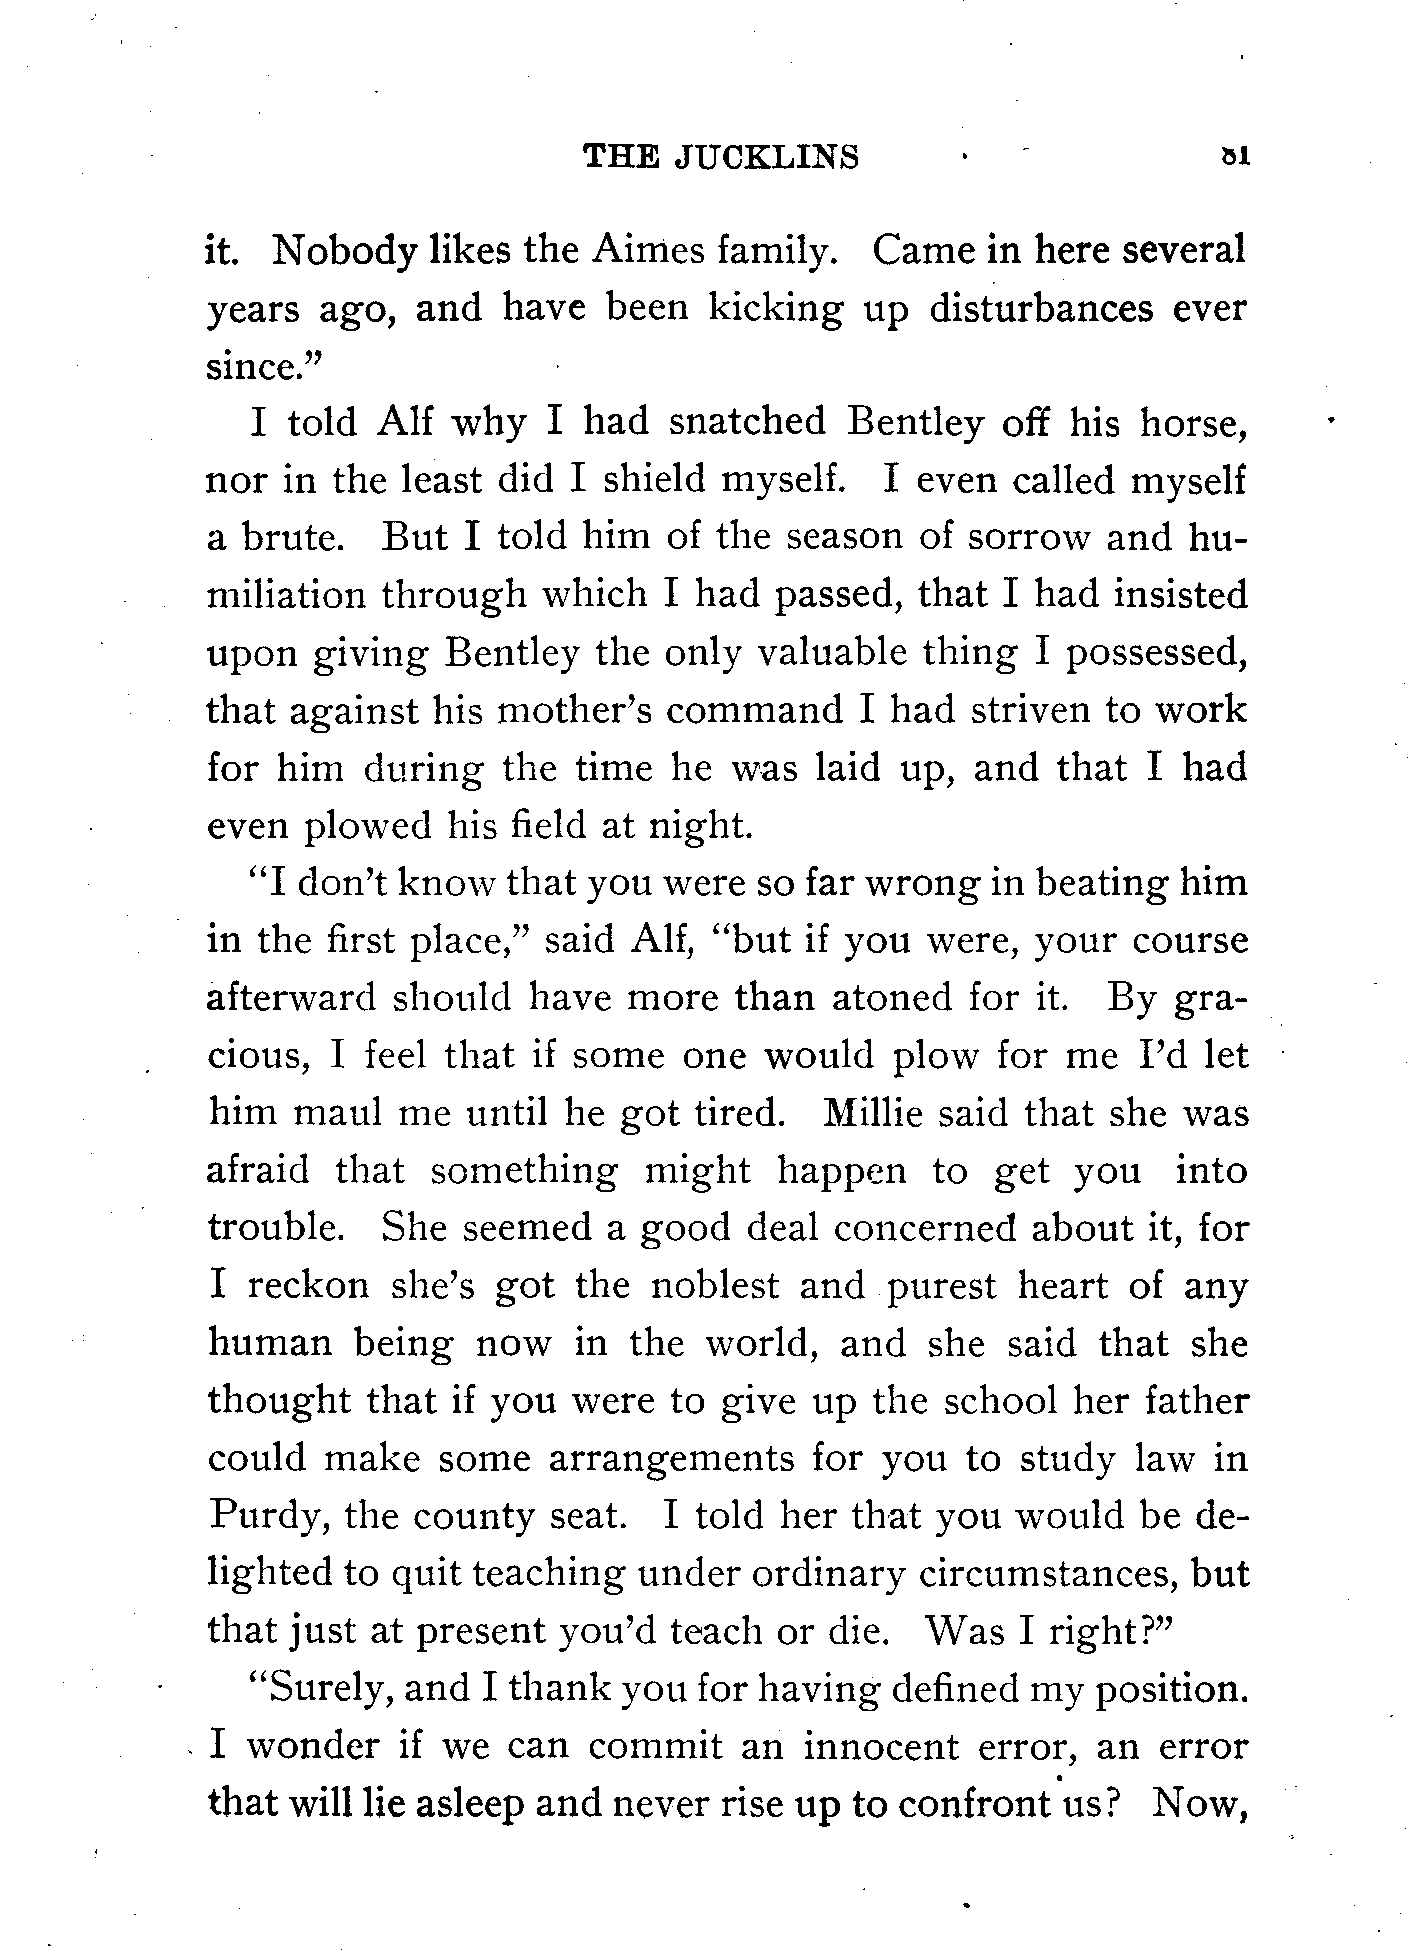 THE JUCKLINS 51
it. Nobody likes the Aimes family. Came in here several
years ago, and have been kicking up disturbances ever
since.”
I told Alf why I had snatched Bentley off his horse,
nor in the least did I shield myself. I even called myself
a brute. But I told him of the season of sorrow and hu-
miliation through which I had passed, that I had insisted
upon giving Bentley the only valuable thing I possessed,
that against his mother’s command I had striven to work
for him during the time he was laid up, and that I had
even plowed his field at night.
“I don’t know that you were so far wrong in beating him
in the first place,” said Alf, “but if you were, your course
afterward should have more than atoned for it. By gra-
cious, I feel that if some one would plow for me I’d let
him maul me until he got tired. Millie said that she was
afraid that something might happen to get you into
trouble. She seemed a good deal concerned about it, for
I reckon she’s got the noblest and purest heart of any
human being now in the world, and she said that she
thought that if you were to give up the school her father
could make some arrangements for you to study law in
Purdy, the county seat. I told her that you would be de-
lighted to quit teaching under ordinary circumstances, but
that just at present you’d teach or die. Was I right?”
“Surely, and I thank you for having defined my position.
I wonder if we can commit an innocent error, an error
that will lie asleep and never rise up to confront us? Now,